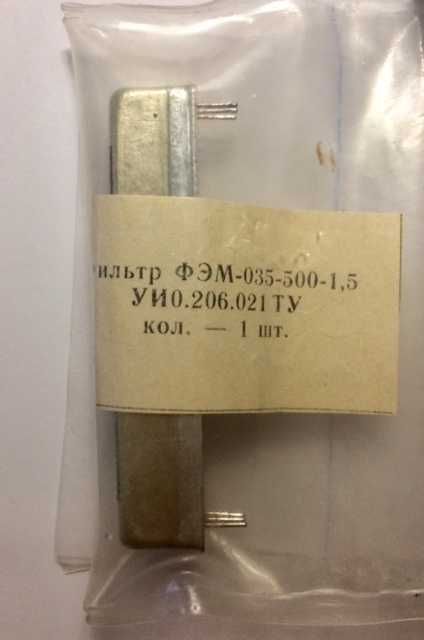 ильтр ФЭМ-035-500-1,5
УИ0.206.021 ТУ
кол. — 1 шт.